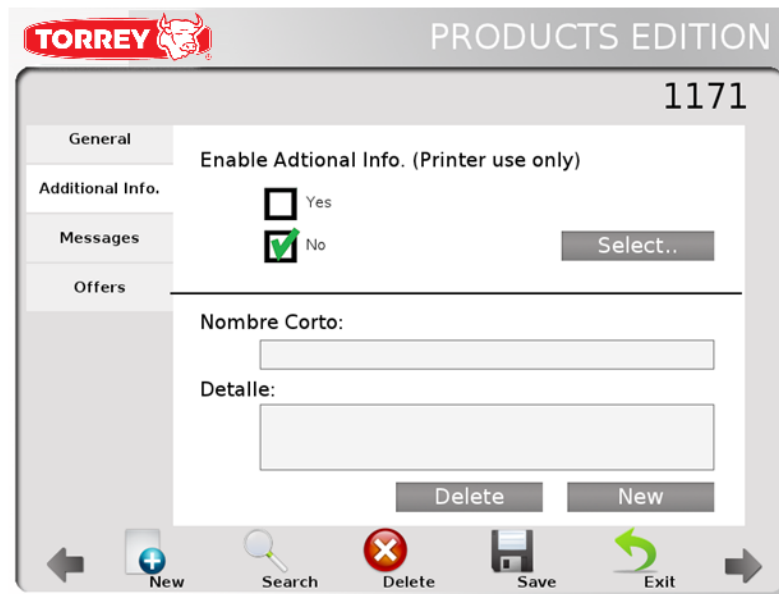 TORREY
PRODUCTS EDITION
1171
General
Additional Info.
Messages
Offers
Enable Adtional Info. (Printer use only)
Yes
No
Select..
Nombre Corto:
Detalle:
Delete
New
New
Search
Delete
Save
Exit